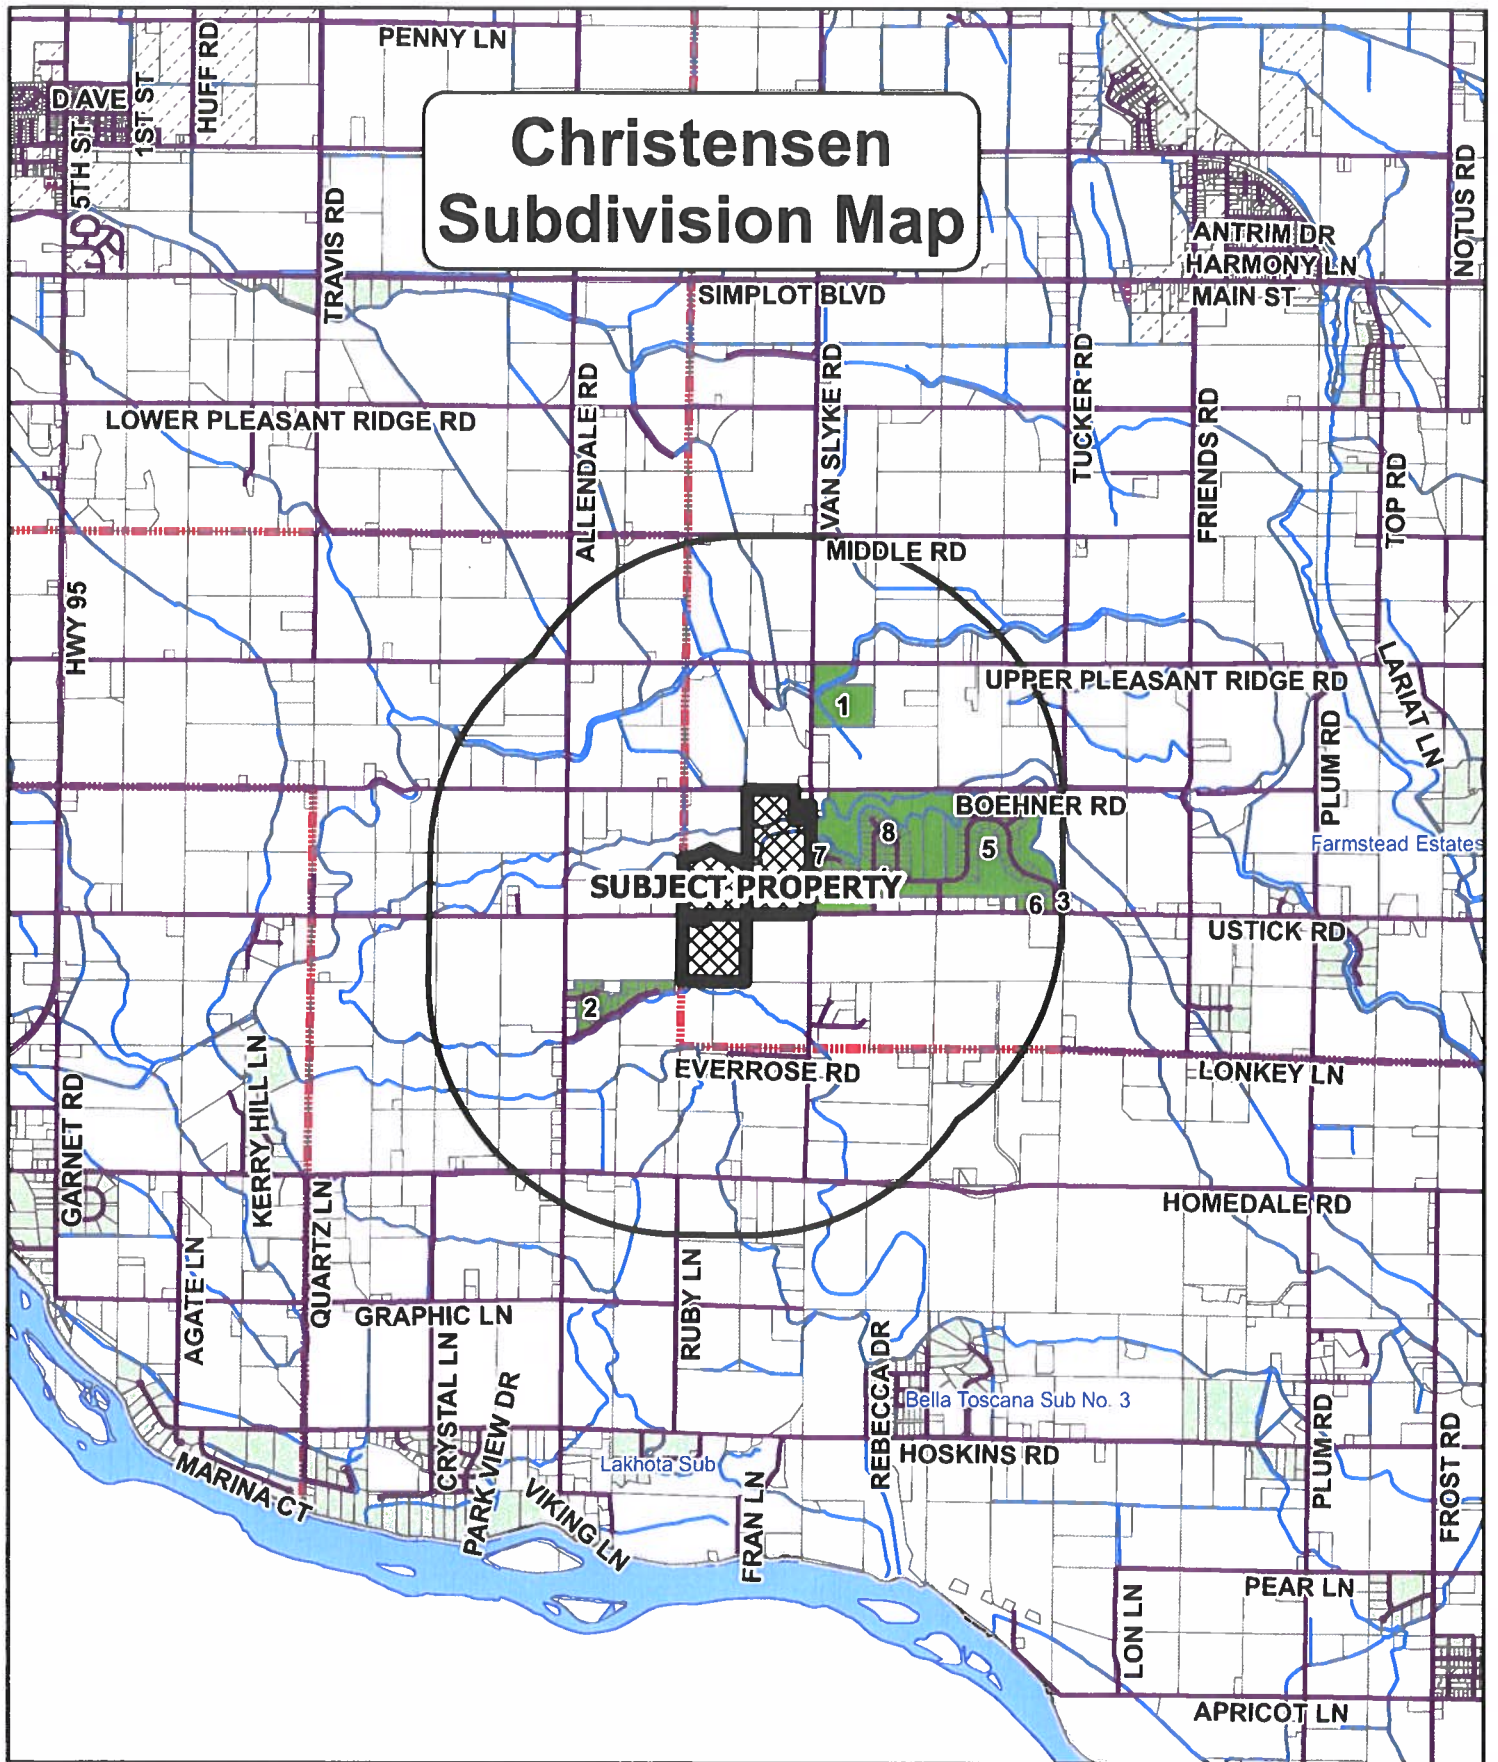 PENNY LN
HUFF RD
D AVE
1ST ST
5TH ST
Christensen
Subdivision Map
NOTUS RD
TRAVIS RD
ANTRIM DR
HARMONY LN
MAIN ST
SIMPLOT BLVD
LOWER PLEASANT RIDGE RD
ALLENDALE RD
VAN SLYKE RD
TUCKER RD
FRIENDS RD
TOP RD
MIDDLE RD
HWY 95
UPPER PLEASANT RIDGE RD
LARIAT LN
1
PLUM RD
BOEHNER RD
8
5
7
Farmstead Estates
SUBJECT PROPERTY
6
3
USTICK RD
2
EVERROSE RD
LONKEY LN
GARNET RD
KERRY HILL LN
QUARTZ LN
HOMEDALE RD
AGATE LN
RUBY LN
GRAPHIC LN
CRYSTAL LN
PARK VIEW DR
REBECCA DR
Bella Toscana Sub No. 3
HOSKINS RD
PLUM RD
FROST RD
Lakhota Sub
MARINA CT
VIKING LN
FRAN LN
PEAR LN
LON LN
APRICOT LN